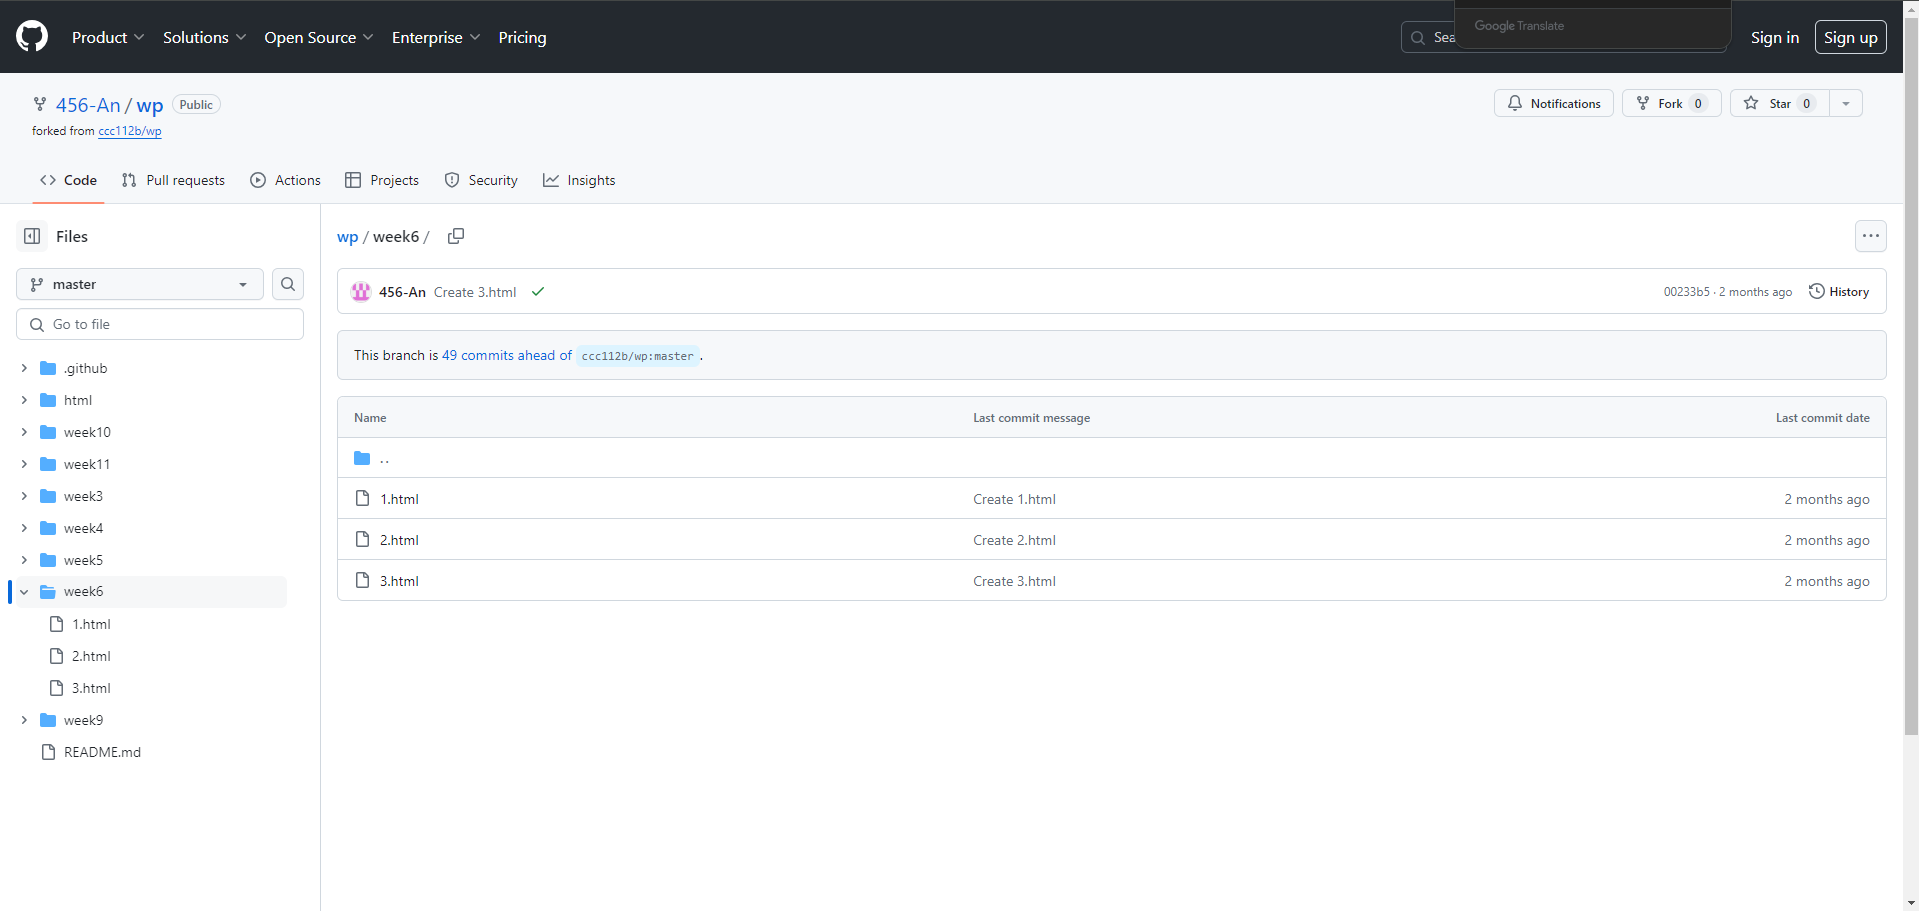 Product Solutions Open Source Enterprise Pricing
Google Translate
Sign in Sign up
456-An / wp Public
forked from ccc112b/wp
Notifications Fork 0 Star 0
Code Pull requests Actions Projects Security Insights
Files
master
Go to file
.github
html
week10
week11
week3
week4
week5
week6
1.html
2.html
3.html
week9
README.md
wp / week6 /
456-An Create 3.html 00233b5 · 2 months ago History
This branch is 49 commits ahead of ccc112b/wp:master .
Name Last commit message Last commit date
..
1.html Create 1.html 2 months ago
2.html Create 2.html 2 months ago
3.html Create 3.html 2 months ago